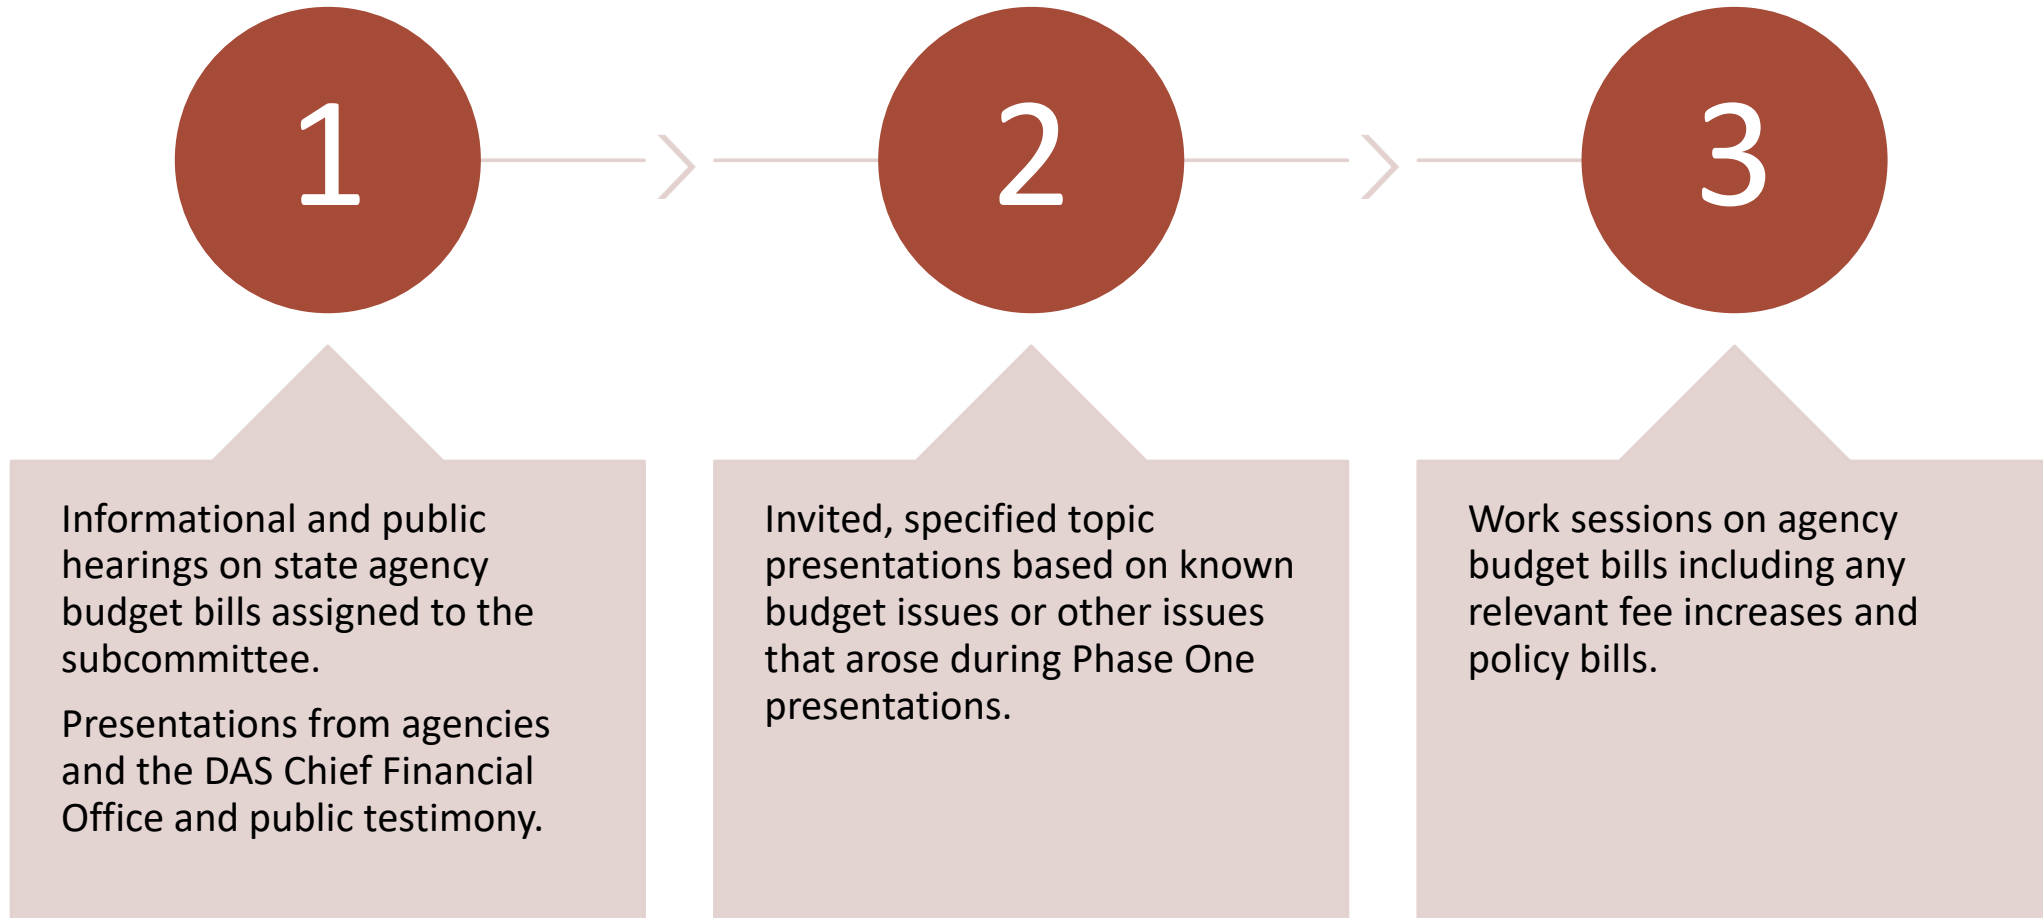 1
Informational and public
hearings on state agency
budget bills assigned to the
subcommittee.
Presentations from agencies
and the DAS Chief Financial
Office and public testimony.
2
Invited, specified topic
presentations based on known
budget issues or other issues
that arose during Phase One
presentations.
3
Work sessions on agency
budget bills including any
relevant fee increases and
policy bills.